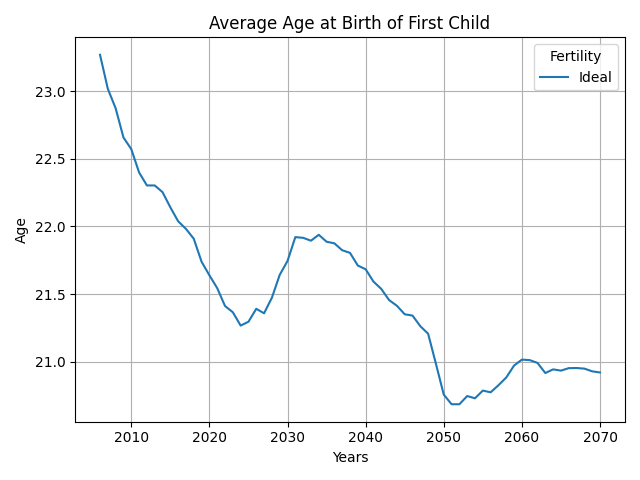 Average Age at Birth of First Child
Fertility
Ideal
Age
23.0
22.5
22.0
21.5
21.0
2010 2020 2030 2040 2050 2060 2070
Years